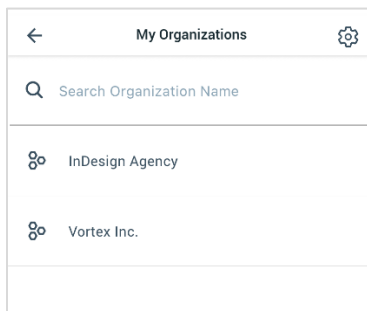 My Organizations
Search Organization Name
InDesign Agency
Vortex Inc.